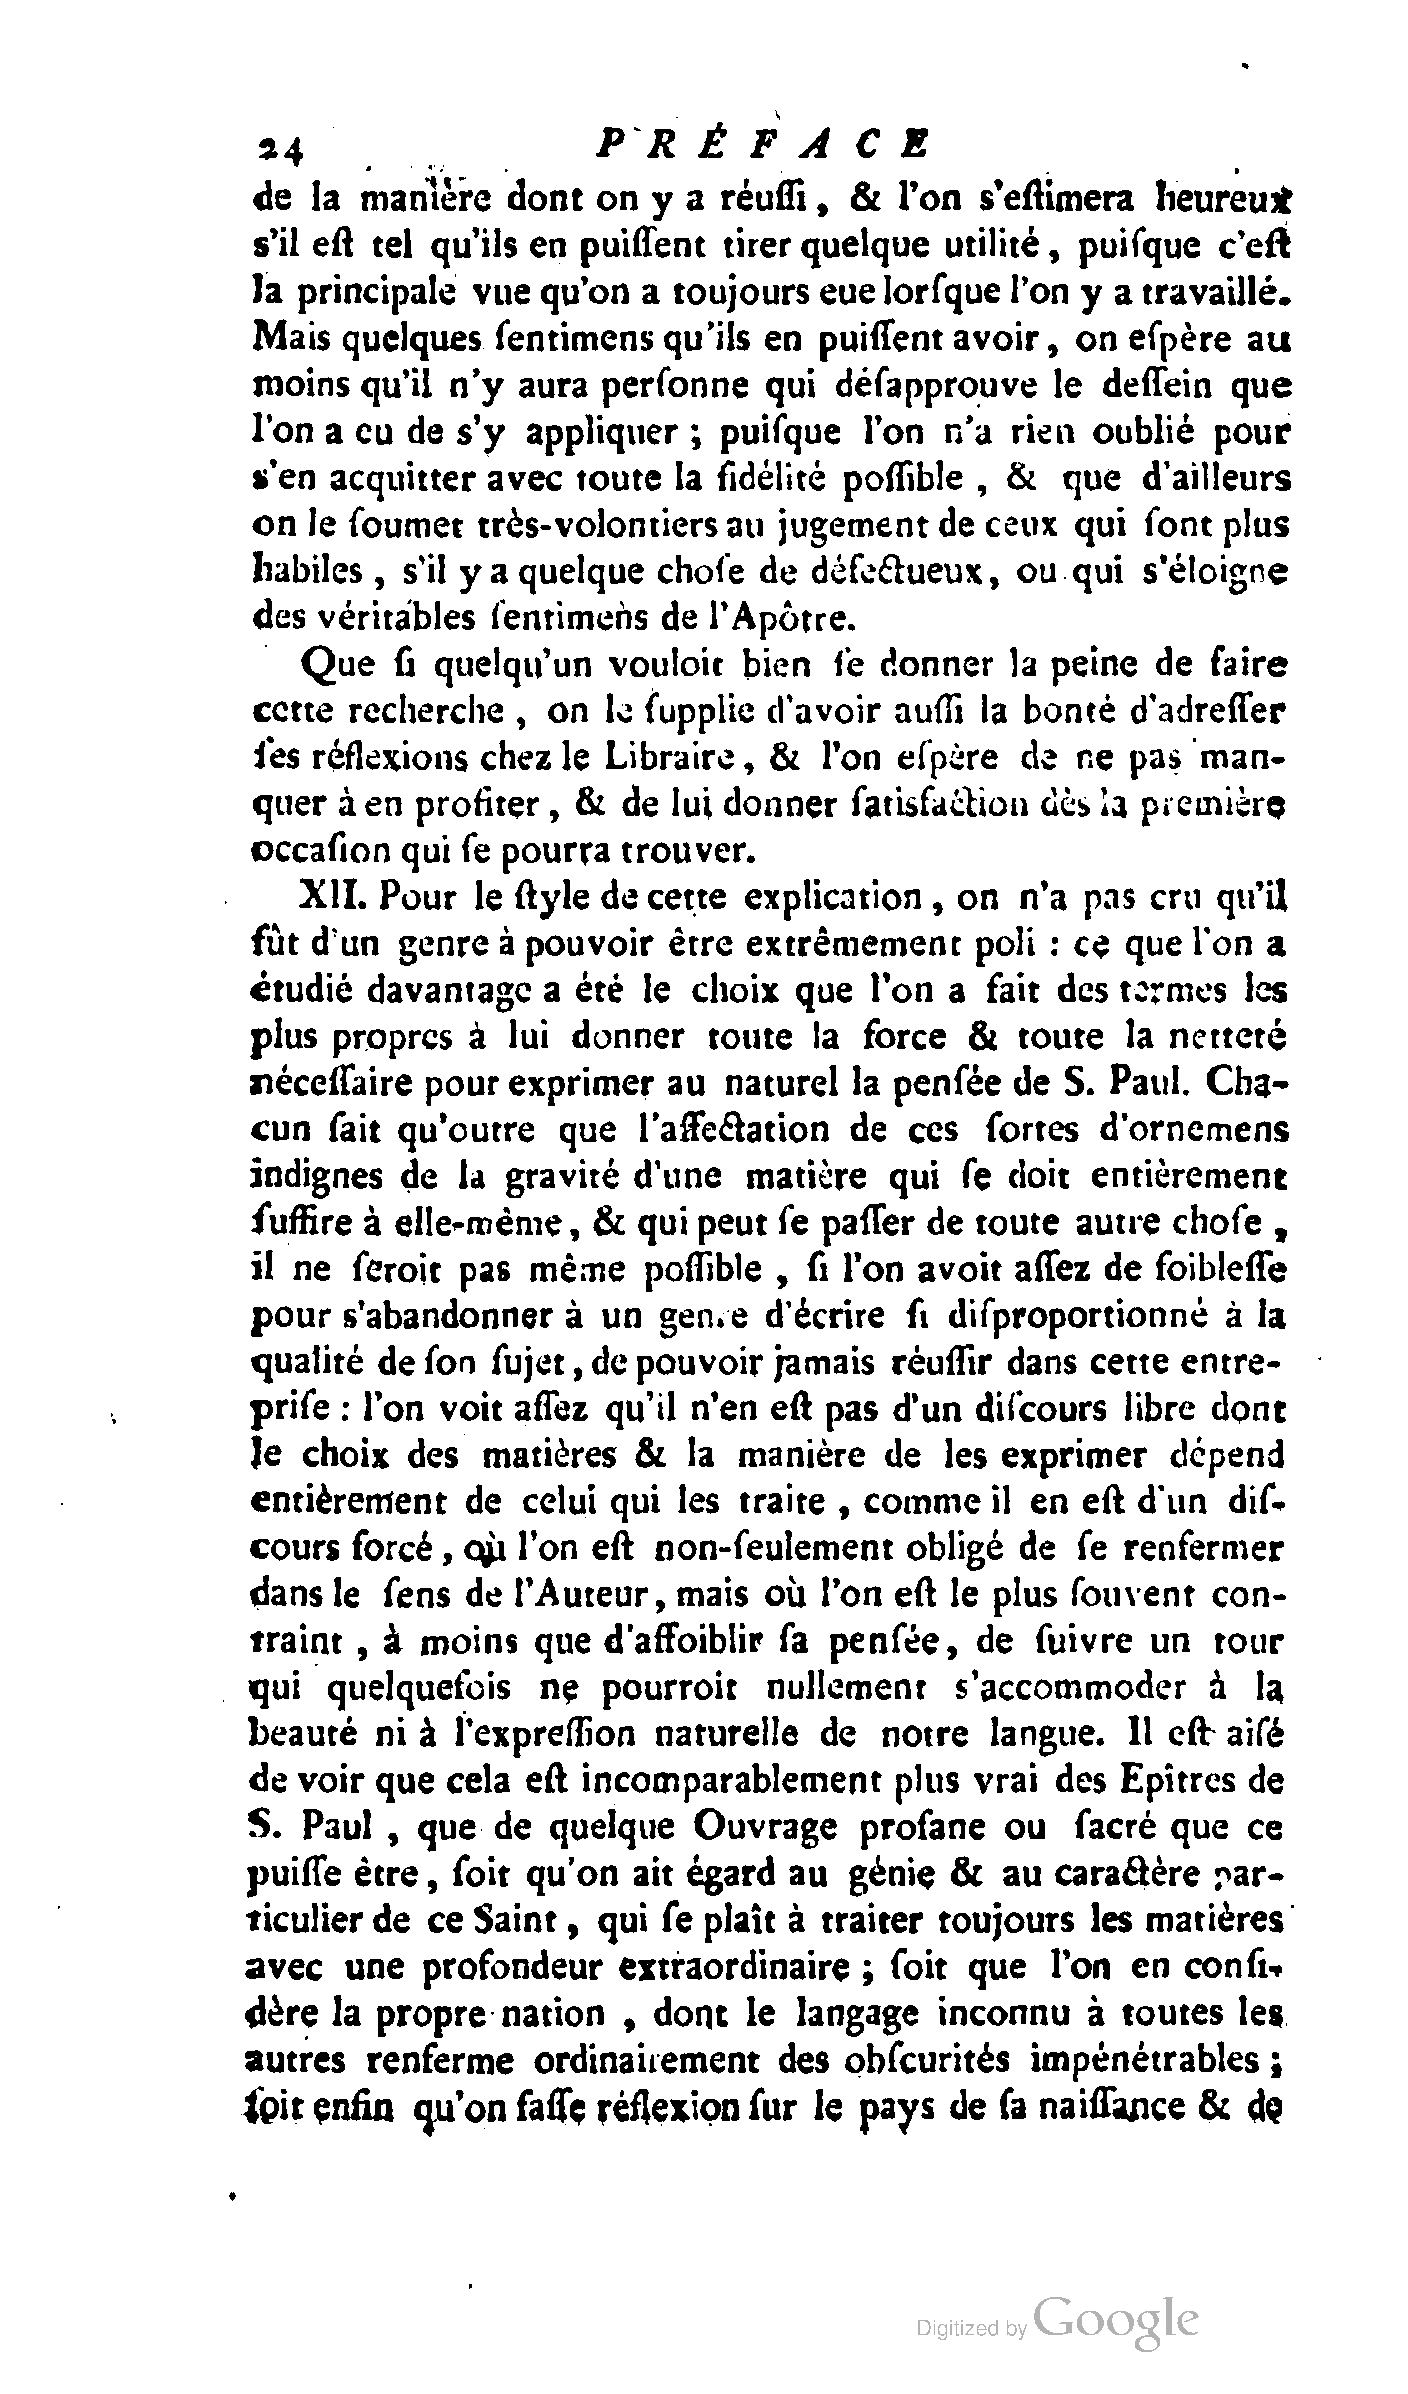 24 PRÉFACE
de la manière dont on y a réuſſi, & l'on s'eſtimera heureux
s'il eſt tel qu'ils en puiſſent tirer quelque utilité, puiſque c'eſt
la principale vue qu'on a toujours eue lorſque l'on y a travaillé.
Mais quelques ſentimens qu'ils en puiſſent avoir, on eſpère au
moins qu'il n'y aura perſonne qui déſapprouve le deſſein que
l'on a eu de s'y appliquer ; puiſque l'on n'a rien oublié pour
s'en acquitter avec toute la fidélité poſſible, & que d'ailleurs
on le ſoumet très-volontiers au jugement de ceux qui ſont plus
habiles, s'il y a quelque choſe de défectueux, ou qui s'éloigne
des véritables ſentimens de l'Apôtre.
Que ſi quelqu'un vouloit bien ſe donner la peine de faire
cette recherche, on le ſupplie d'avoir auſſi la bonté d'adreſſer
ſes réflexions chez le Libraire, & l'on eſpère de ne pas man-
quer à en profiter, & de lui donner ſatisfaction dès la première
occaſion qui ſe pourra trouver.
XII. Pour le ſtyle de cette explication, on n'a pas cru qu'il
fût d'un genre à pouvoir être extrêmement poli : ce que l'on a
étudié davantage a été le choix que l'on a fait des termes les
plus propres à lui donner toute la force & toute la netteté
néceſſaire pour exprimer au naturel la penſée de S. Paul. Cha-
cun ſait qu'outre que l'affectation de ces ſortes d'ornemens
indignes de la gravité d'une matière qui ſe doit entièrement
ſuffire à elle-même, & qui peut ſe paſſer de toute autre choſe,
il ne ſeroit pas même poſſible, ſi l'on avoit aſſez de foibleſſe
pour s'abandonner à un genre d'écrire ſi diſproportionné à la
qualité de ſon ſujet, de pouvoir jamais réuſſir dans cette entre-
priſe : l'on voit aſſez qu'il n'en eſt pas d'un diſcours libre dont
le choix des matières & la manière de les exprimer dépend
entièrement de celui qui les traite, comme il en eſt d'un diſ-
cours forcé, où l'on eſt non-ſeulement obligé de ſe renfermer
dans le ſens de l'Auteur, mais où l'on eſt le plus ſouvent con-
traint, à moins que d'affoiblir ſa penſée, de ſuivre un tour
qui quelquefois ne pourroit nullement s'accommoder à la
beauté ni à l'expreſſion naturelle de notre langue. Il eſt aiſé
de voir que cela eſt incomparablement plus vrai des Epîtres de
S. Paul, que de quelque Ouvrage profane ou ſacré que ce
puiſſe être, ſoit qu'on ait égard au génie & au caractère par-
ticulier de ce Saint, qui ſe plaît à traiter toujours les matières
avec une profondeur extraordinaire ; ſoit que l'on en conſi-
dère la propre nation, dont le langage inconnu à toutes les
autres renferme ordinairement des obſcurités impénétrables ;
ſoit enfin qu'on faſſe réflexion ſur le pays de ſa naiſſance & de
Digitized by Google